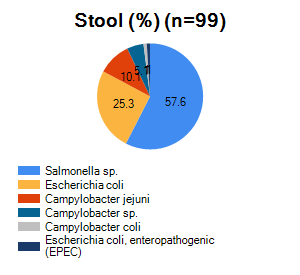 Stool (%) (n=99)
57.6
25.3
10.1
5.1
Salmonella sp.
Escherichia coli
Campylobacter jejuni
Campylobacter sp.
Campylobacter coli
Escherichia coli, enteropathogenic
(EPEC)